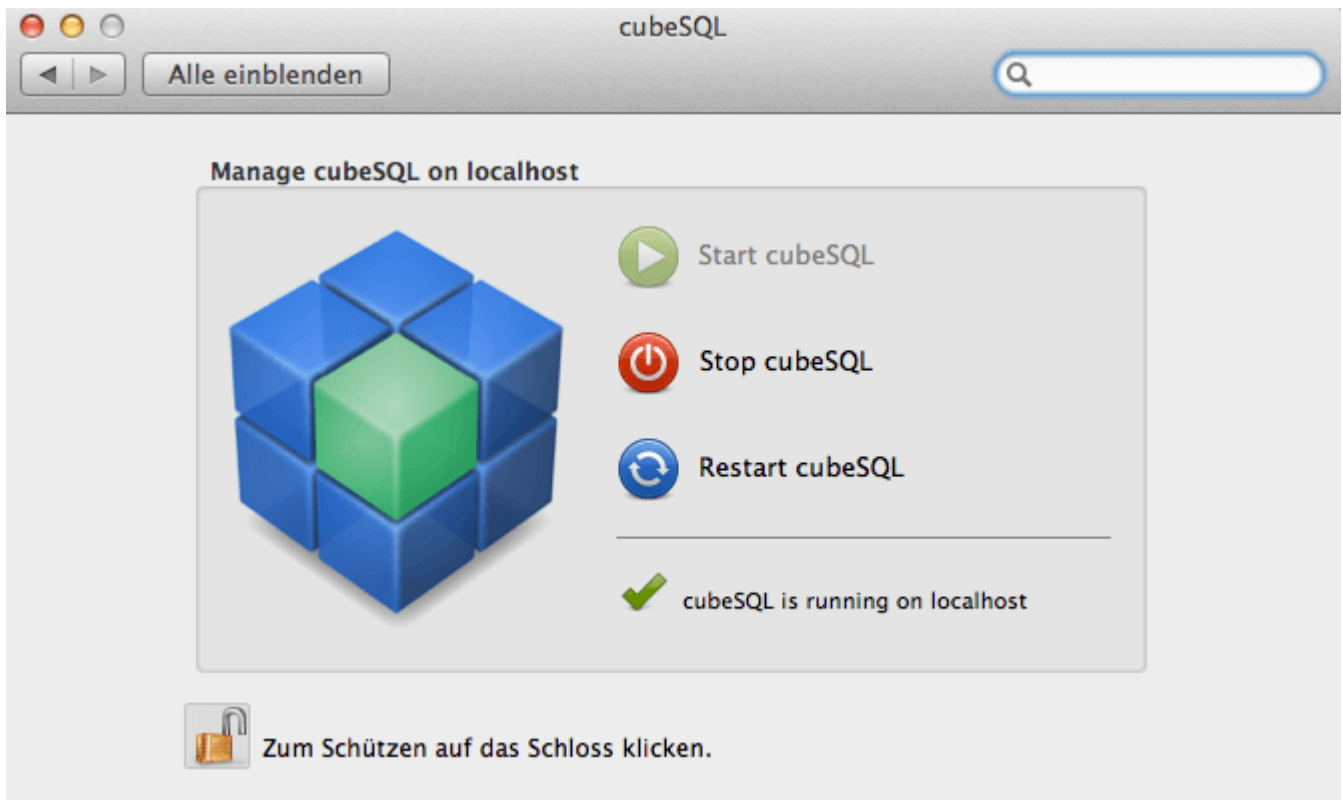 cubeSQL
Alle einblenden
Manage cubeSQL on localhost
Start cubeSQL
Stop cubeSQL
Restart cubeSQL
cubeSQL is running on localhost
Zum Schützen auf das Schloss klicken.